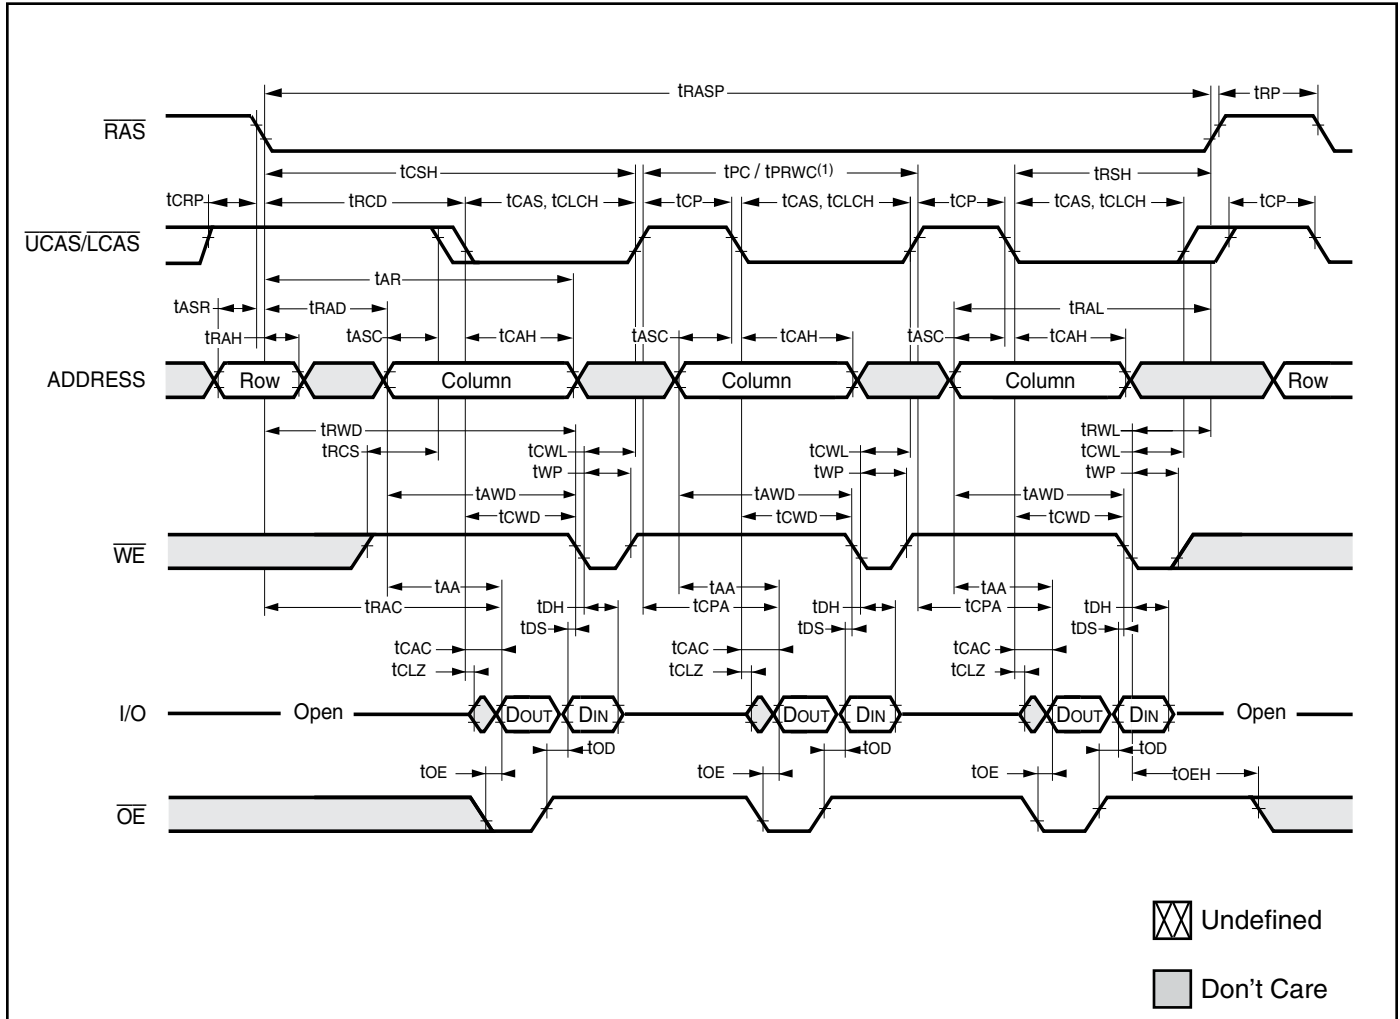 tRASP tRP
RAS
tCSH tPC / tPRWC(1) tRSH
tCRP tRCD tCAS, tCLCH tCP tCAS, tCLCH tCP tCAS, tCLCH tCP
UCAS/LCAS
tAR
tASR tRAD tRAL
tRAH tASC tCAH tASC tCAH tASC tCAH
ADDRESS Row Column Column Column Row
tRWD tRWL
tRCS tCWL tCWL tCWL
tWP tWP tWP
tAWD tAWD tAWD
tCWD tCWD tCWD
WE
tAA tAA tAA
tRAC tDH tCPA tDH tCPA tDH
tDS tDS tDS
tCAC tCAC tCAC
tCLZ tCLZ tCLZ
I/O Open DOUT DIN DOUT DIN DOUT DIN Open
tOD tOD tOD
tOE tOE tOE tOEH
OE
Undefined
Don't Care